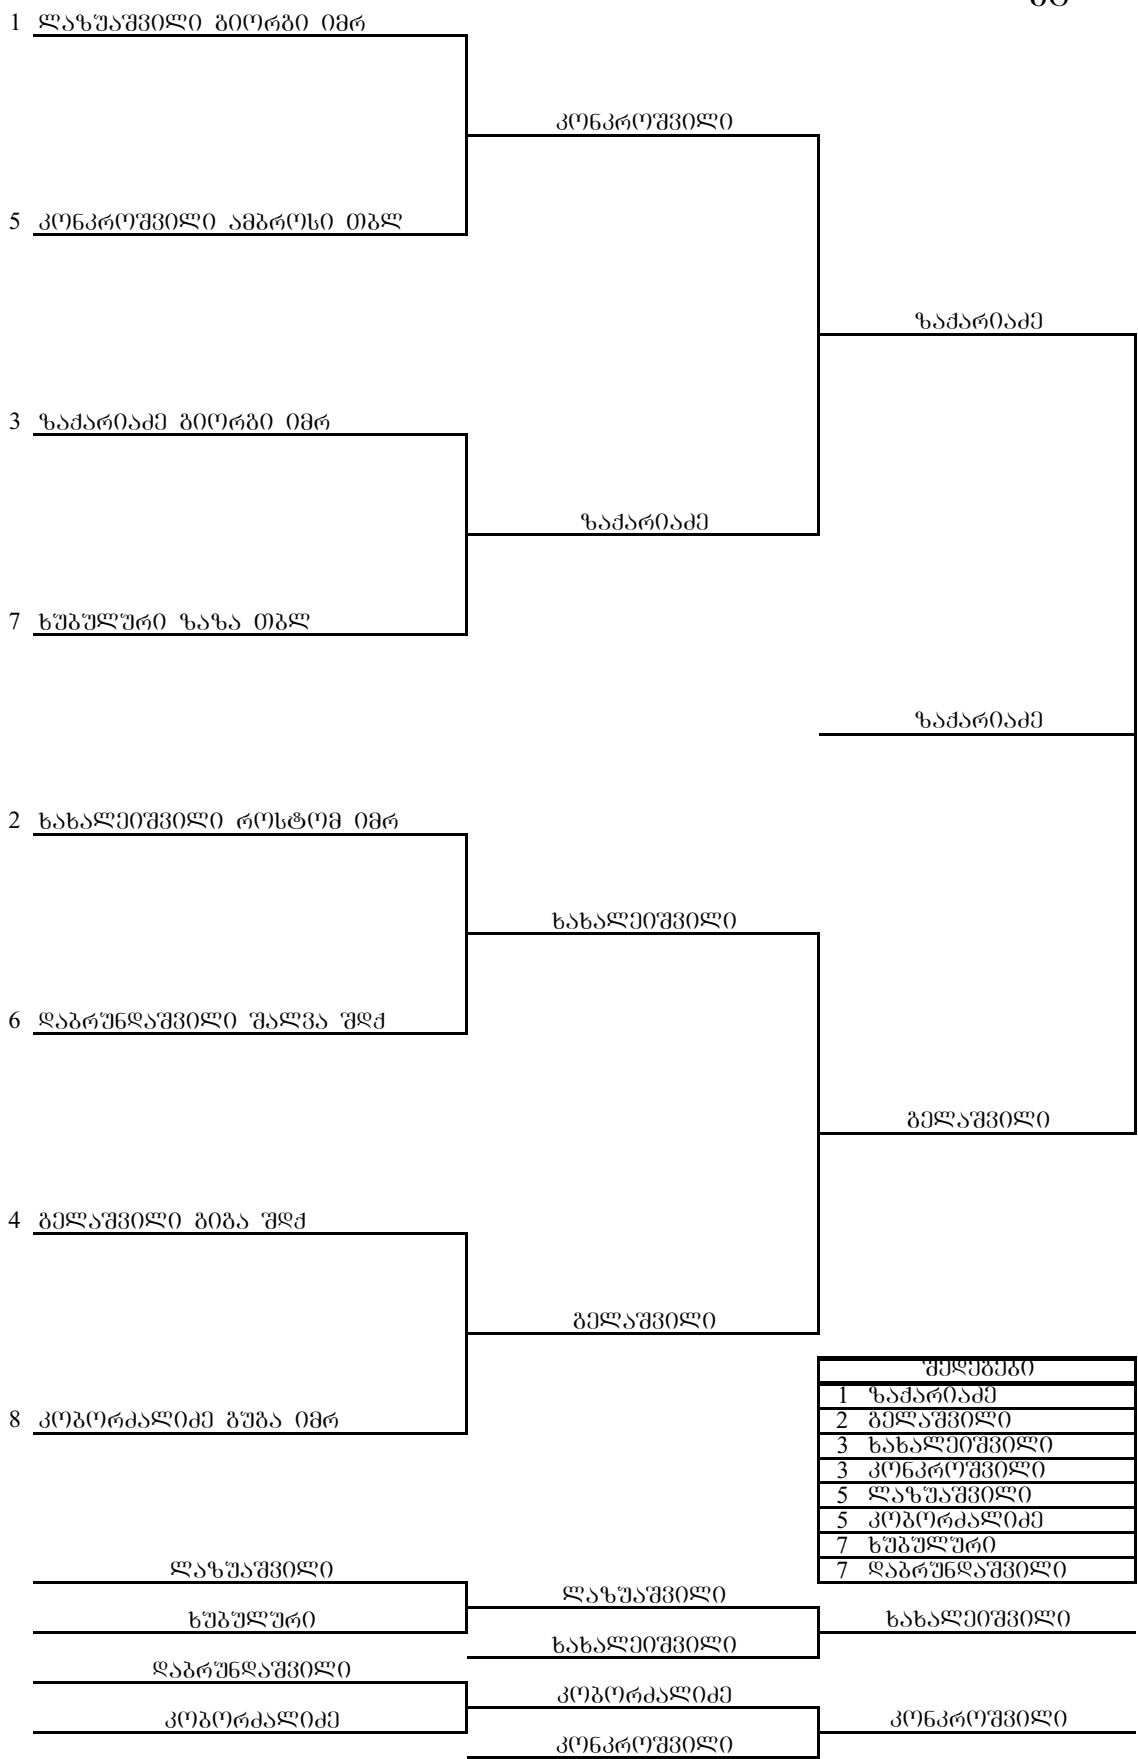 1 ლაზუაშვილი გიორგი იმრ
კონკროშვილი
5 კონკროშვილი ამბროსი თბლ
ზაქარიაძე
3 ზაქარიაძე გიორგი იმრ
ზაქარიაძე
7 ხუბულური ზაზა თბლ
ზაქარიაძე
2 ხახალეიშვილი როსტომ იმრ
ხახალეიშვილი
6 დაბრუნდაშვილი შალვა შდქ
გელაშვილი
4 გელაშვილი გიგა შდქ
გელაშვილი
8 კობორძალიძე გუგა იმრ
შედეგები
1 ზაქარიაძე
2 გელაშვილი
3 ხახალეიშვილი
3 კონკროშვილი
5 ლაზუაშვილი
5 კობორძალიძე
7 ხუბულური
7 დაბრუნდაშვილი
ლაზუაშვილი
ლაზუაშვილი
ხუბულური
ხახალეიშვილი
ხახალეიშვილი
დაბრუნდაშვილი
კობორძალიძე
კობორძალიძე
კონკროშვილი
კონკროშვილი